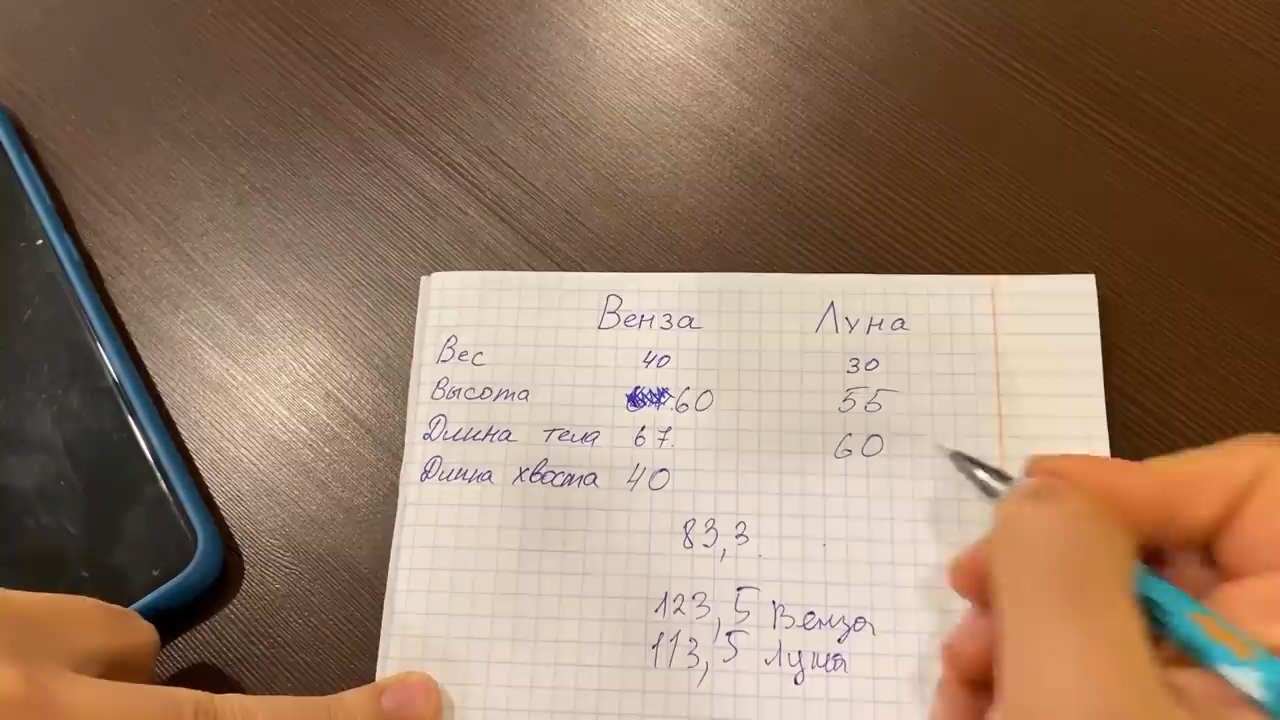 Венза Луна
Вес 40 30
Высота 60 55
Длина тела 67. 60
Длина хвоста 40
83,3.
123,5 Венза
113,5 Луна